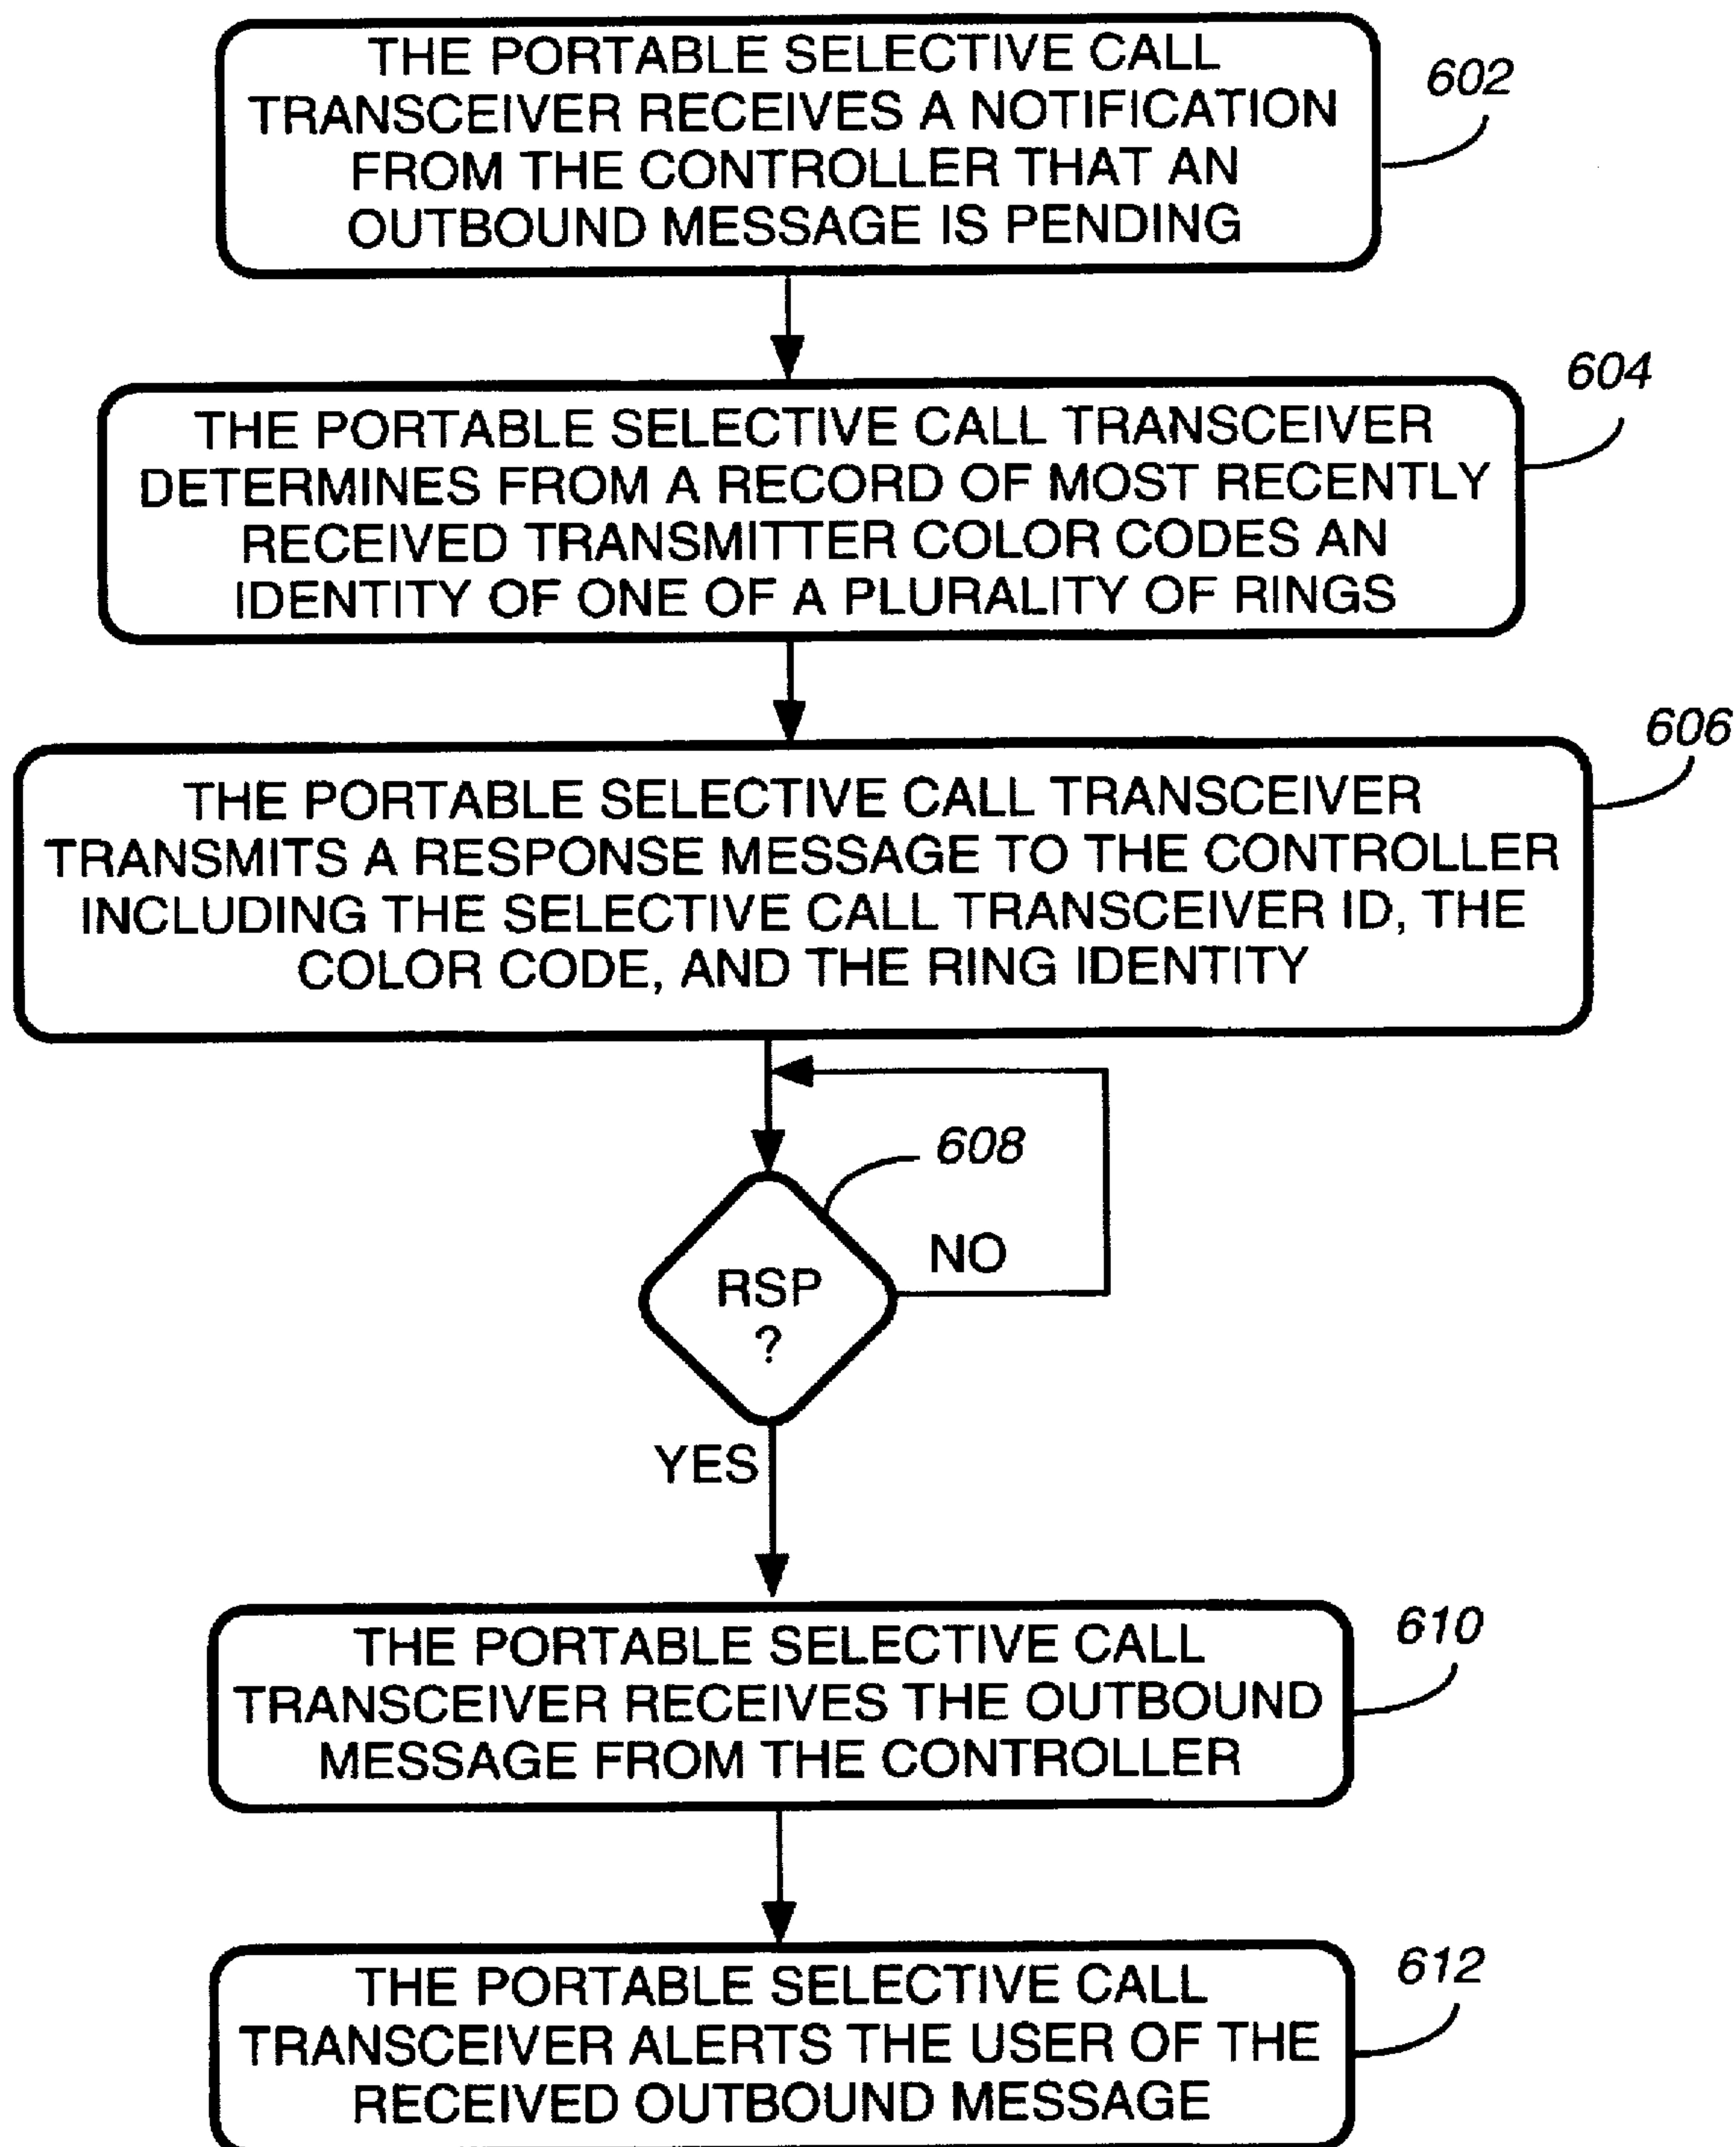 THE PORTABLE SELECTIVE CALL
TRANSCEIVER RECEIVES A NOTIFICATION
FROM THE CONTROLLER THAT AN
OUTBOUND MESSAGE IS PENDING
602
THE PORTABLE SELECTIVE CALL TRANSCEIVER
DETERMINES FROM A RECORD OF MOST RECENTLY
RECEIVED TRANSMITTER COLOR CODES AN
IDENTITY OF ONE OF A PLURALITY OF RINGS
604
THE PORTABLE SELECTIVE CALL TRANSCEIVER
TRANSMITS A RESPONSE MESSAGE TO THE CONTROLLER
INCLUDING THE SELECTIVE CALL TRANSCEIVER ID, THE
COLOR CODE, AND THE RING IDENTITY
606
608
RSP
?
NO
YES
THE PORTABLE SELECTIVE CALL
TRANSCEIVER RECEIVES THE OUTBOUND
MESSAGE FROM THE CONTROLLER
610
THE PORTABLE SELECTIVE CALL
TRANSCEIVER ALERTS THE USER OF THE
RECEIVED OUTBOUND MESSAGE
612